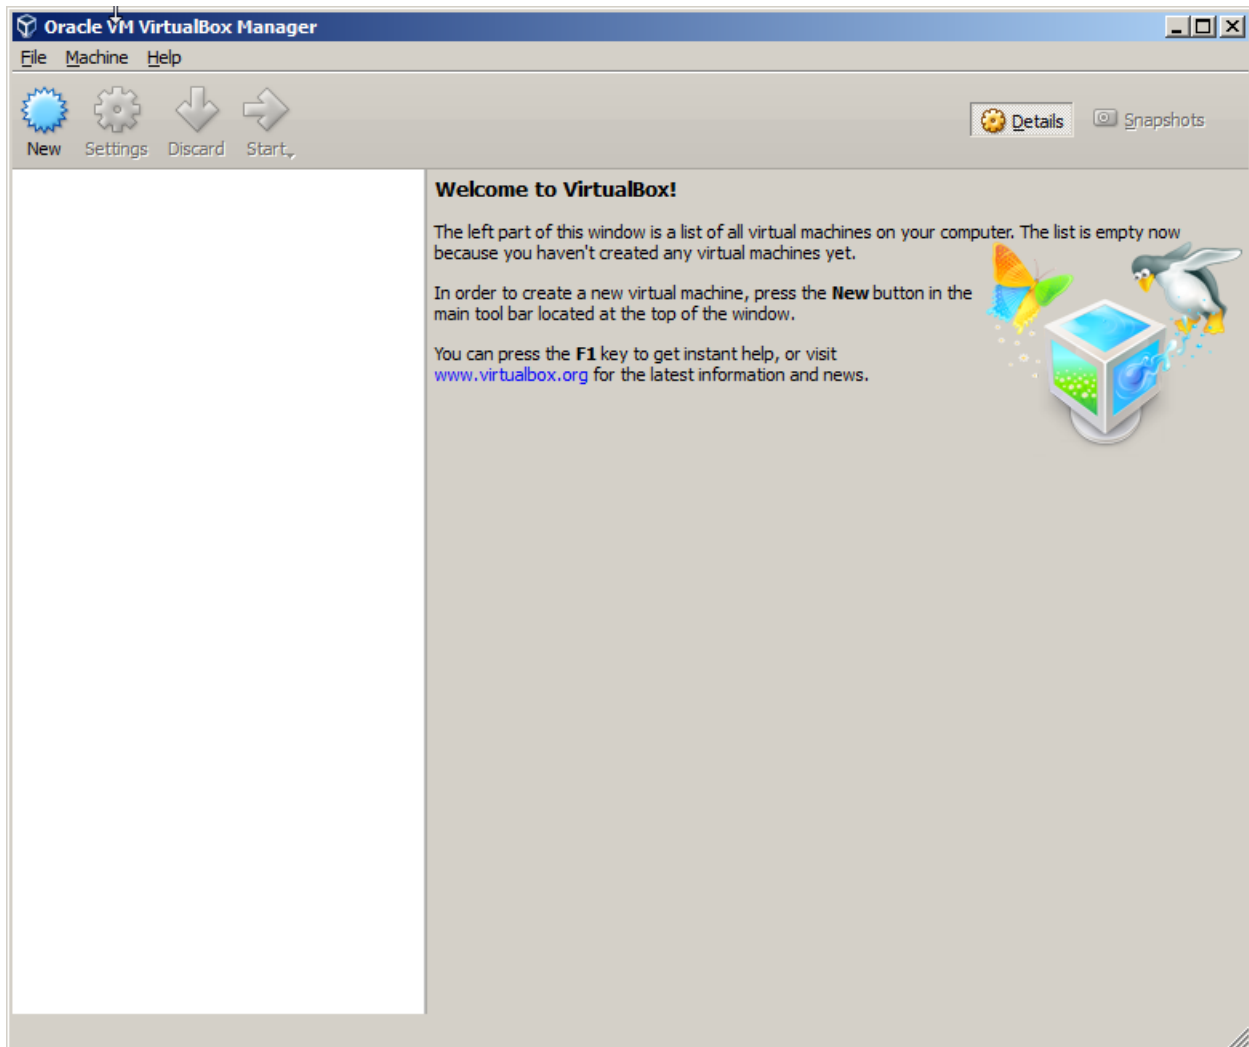 Oracle VM VirtualBox Manager
File Machine Help
New Settings Discard Start
Details Snapshots
Welcome to VirtualBox!
The left part of this window is a list of all virtual machines on your computer. The list is empty now
because you haven't created any virtual machines yet.
In order to create a new virtual machine, press the New button in the
main tool bar located at the top of the window.
You can press the F1 key to get instant help, or visit
www.virtualbox.org for the latest information and news.